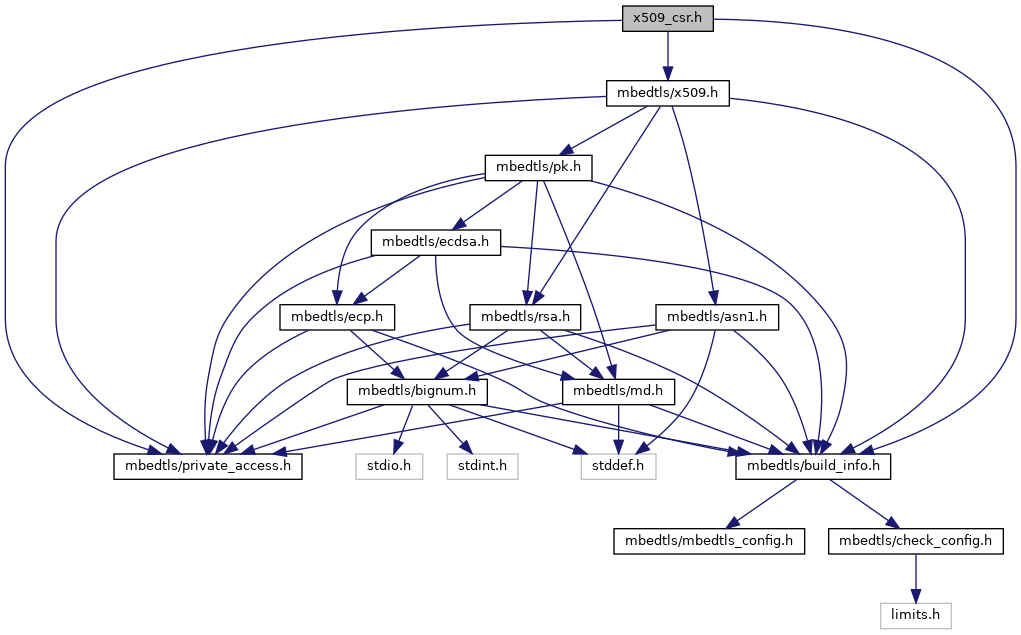 x509_csr.h
mbedtls/x509.h
mbedtls/pk.h
mbedtls/ecdsa.h
mbedtls/ecp.h
mbedtls/rsa.h
mbedtls/asn1.h
mbedtls/bignum.h
mbedtls/md.h
mbedtls/private_access.h
stdio.h
stdint.h
stddef.h
mbedtls/build_info.h
mbedtls/mbedtls_config.h
mbedtls/check_config.h
limits.h